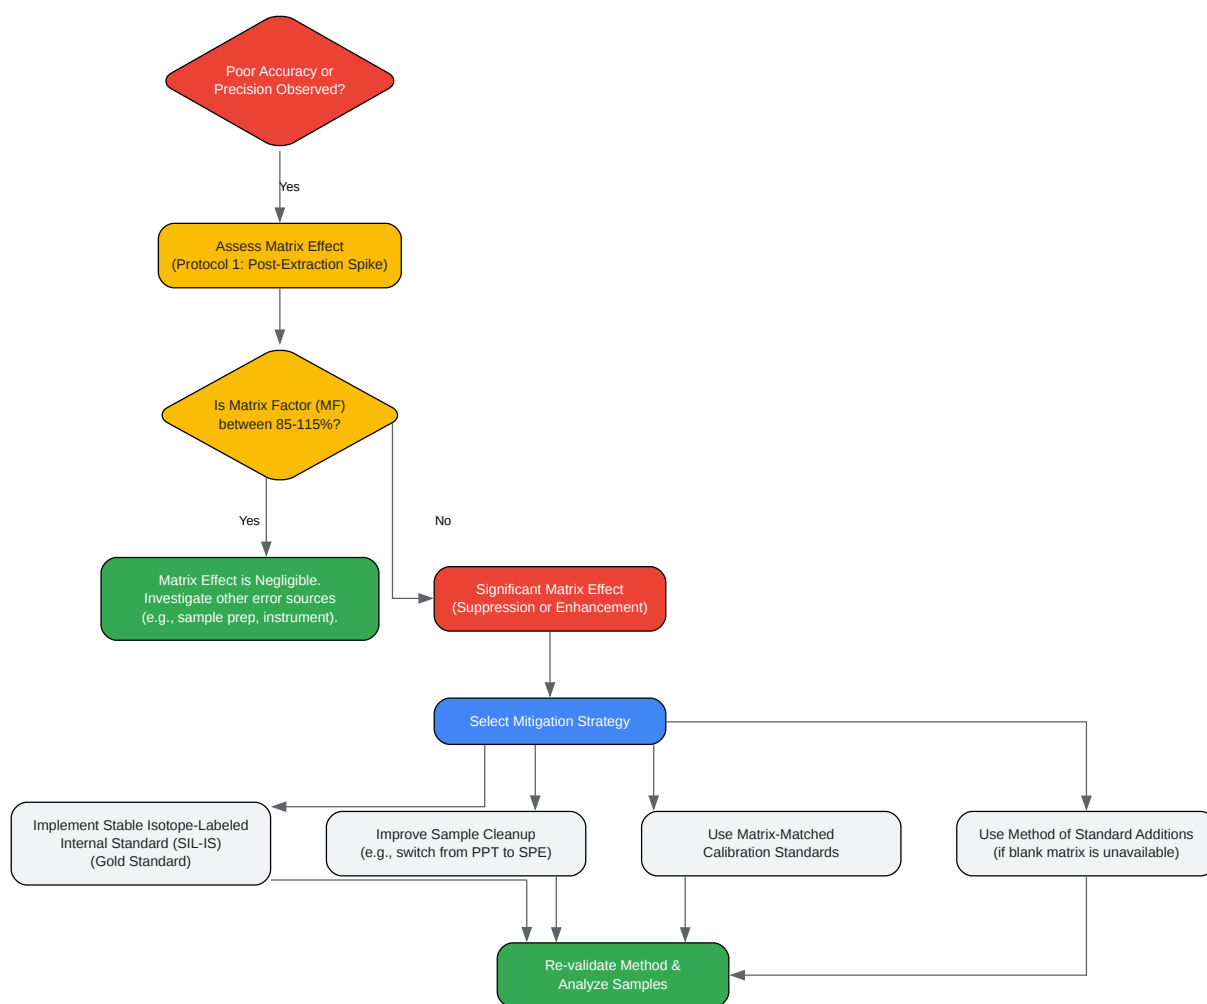 Poor Accuracy or
Precision Observed?
Yes
Assess Matrix Effect
(Protocol 1: Post-Extraction Spike)
Is Matrix Factor (MF)
between 85-115%?
Yes
No
Matrix Effect is Negligible.
Investigate other error sources
(e.g., sample prep, instrument).
Significant Matrix Effect
(Suppression or Enhancement)
Select Mitigation Strategy
Implement Stable Isotope-Labeled
Internal Standard (SIL-IS)
(Gold Standard)
Improve Sample Cleanup
(e.g., switch from PPT to SPE)
Use Matrix-Matched
Calibration Standards
Use Method of Standard Additions
(if blank matrix is unavailable)
Re-validate Method &
Analyze Samples